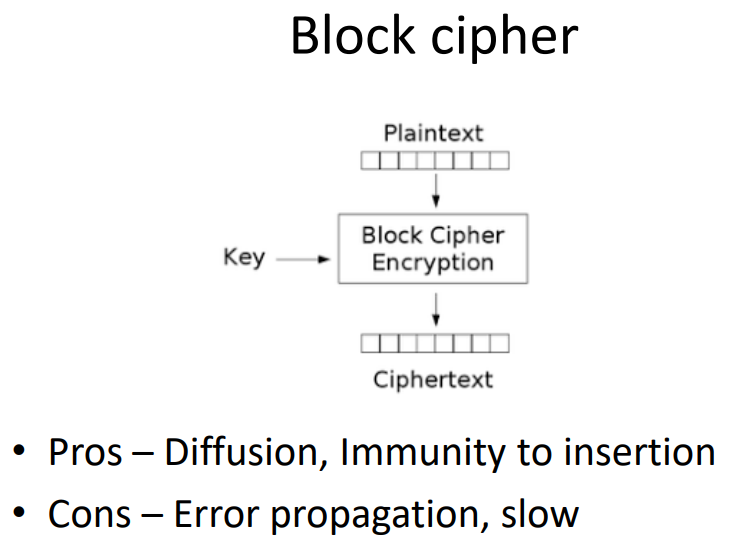 Block cipher
Plaintext
Key
Block Cipher
Encryption
Ciphertext
• Pros – Diffusion, Immunity to insertion
• Cons – Error propagation, slow